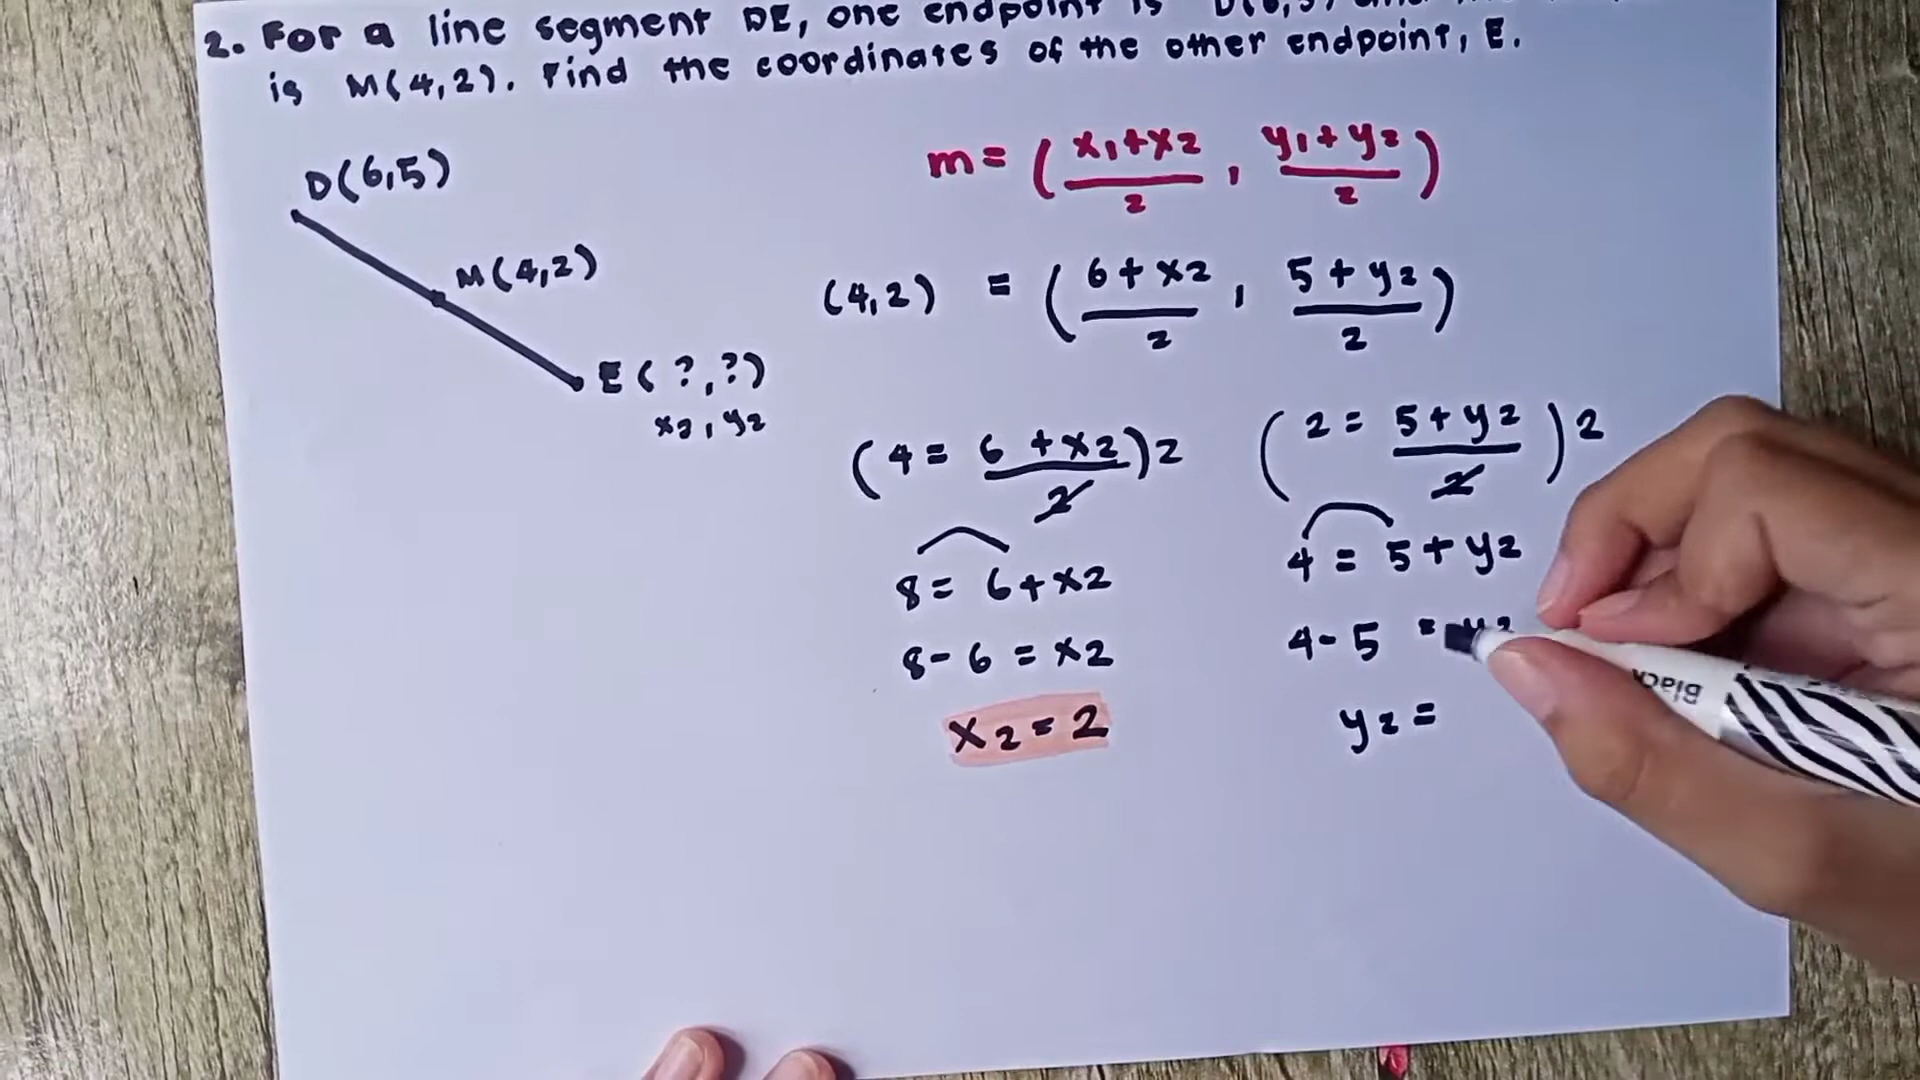 2. For a line segment DE, one endpoint is
is M(4,2). Find the coordinates of the other endpoint, E.
D(6,5)
M(4,2)
E(?,?)
x2, y2
m = (x1+x2/2, y1+y2/2)
(4,2) = (6+x2/2, 5+y2/2)
(4 = 6+x2/2)2
8 = 6+x2
8-6 = x2
x2 = 2
(2 = 5+y2/2)2
4 = 5+y2
4-5 = y2
y2 =
Black